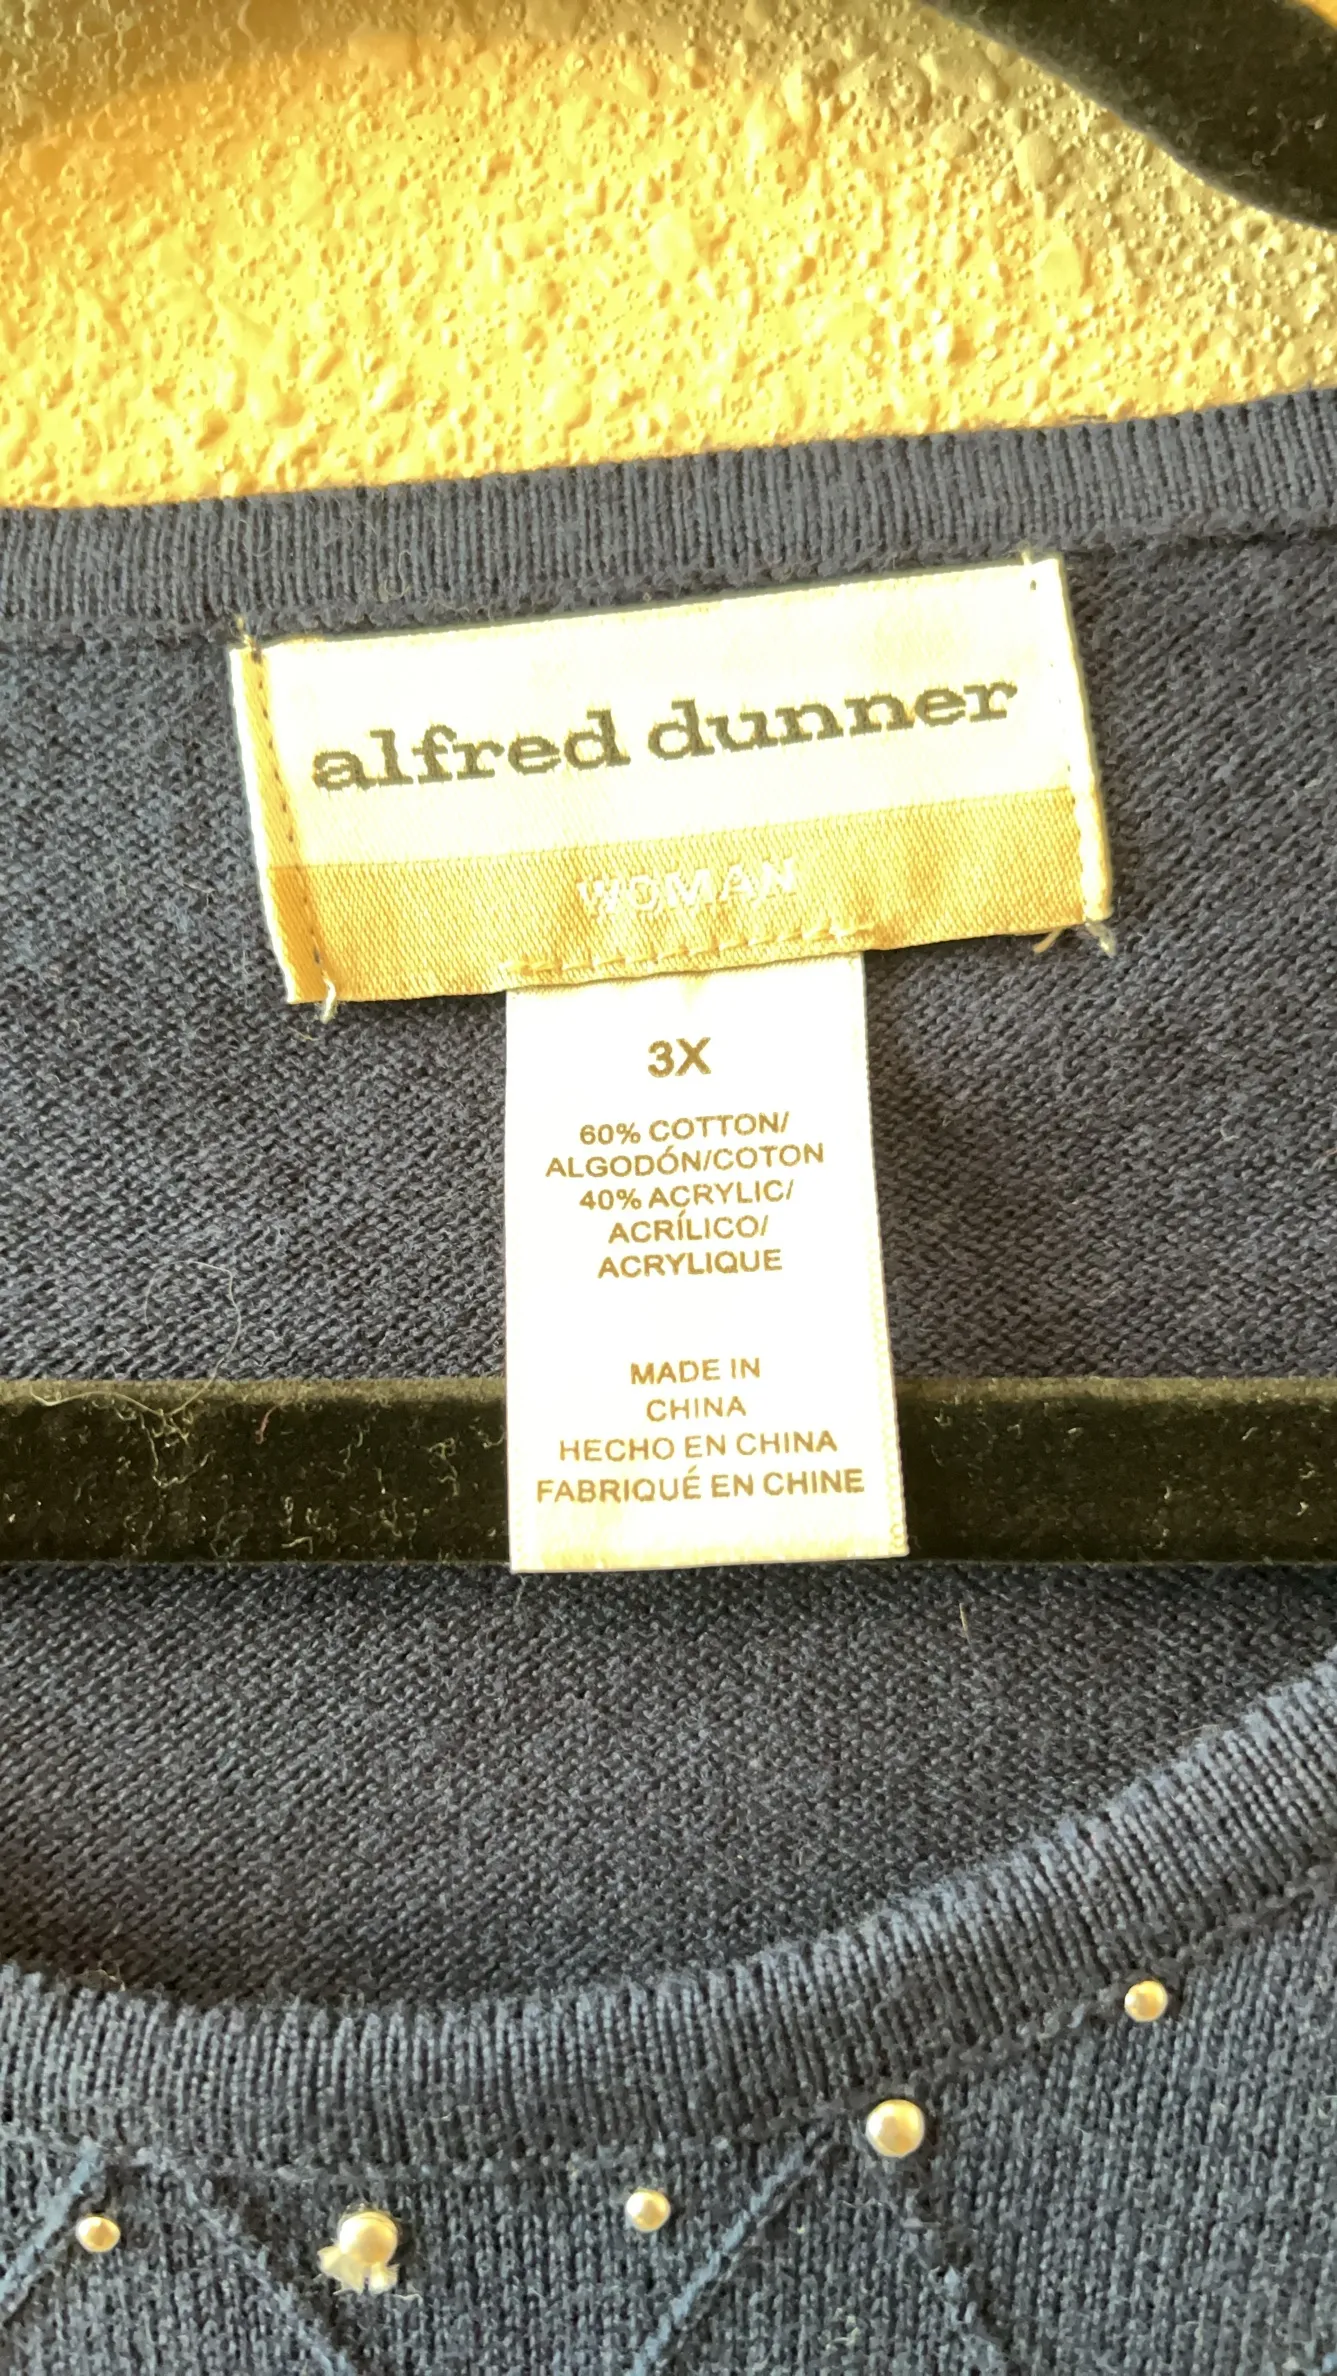 alfred dunner
WOMAN
3X
60% COTTON/
ALGODÓN/COTON
40% ACRYLIC/
ACRÍLICO/
ACRYLIQUE
MADE IN
CHINA
HECHO EN CHINA
FABRIQUÉ EN CHINE